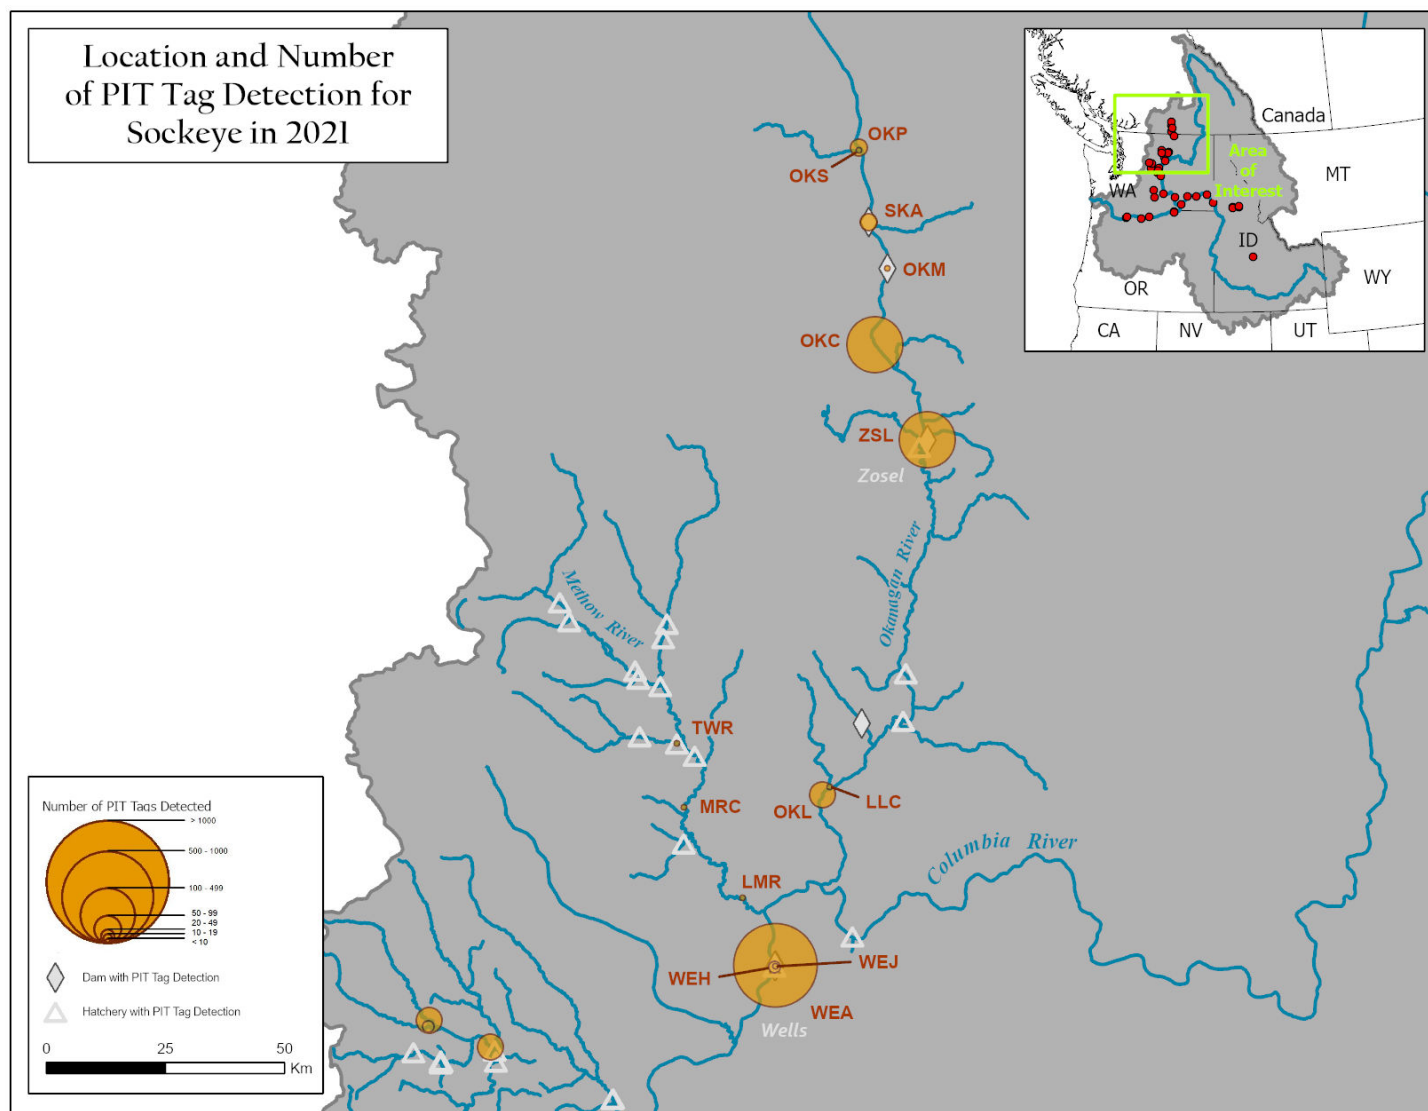 Location and Number
of PIT Tag Detection for
Sockeye in 2021
Canada
Area
of
Interest
MT
WA
ID
WY
OR
CA
NV
UT
OKP
OKS
SKA
OKM
OKC
ZSL
Zosel
Okanagan River
Methow River
TWR
MRC
OKL
LLC
Columbia River
LMR
WEH
WEJ
WEA
Wells
Number of PIT Tags Detected
> 1000
500 - 1000
100 - 499
50 - 99
20 - 49
10 - 19
< 10
Dam with PIT Tag Detection
Hatchery with PIT Tag Detection
0 25 50
Km